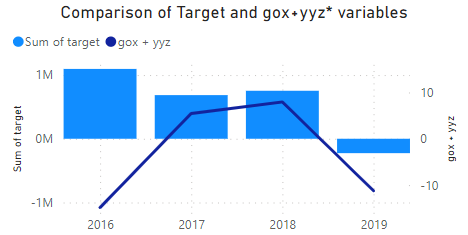 Comparison of Target and gox+yyz* variables
Sum of target gox + yyz
1M
0M
-1M
Sum of target
10
0
-10
gox + yyz
2016 2017 2018 2019